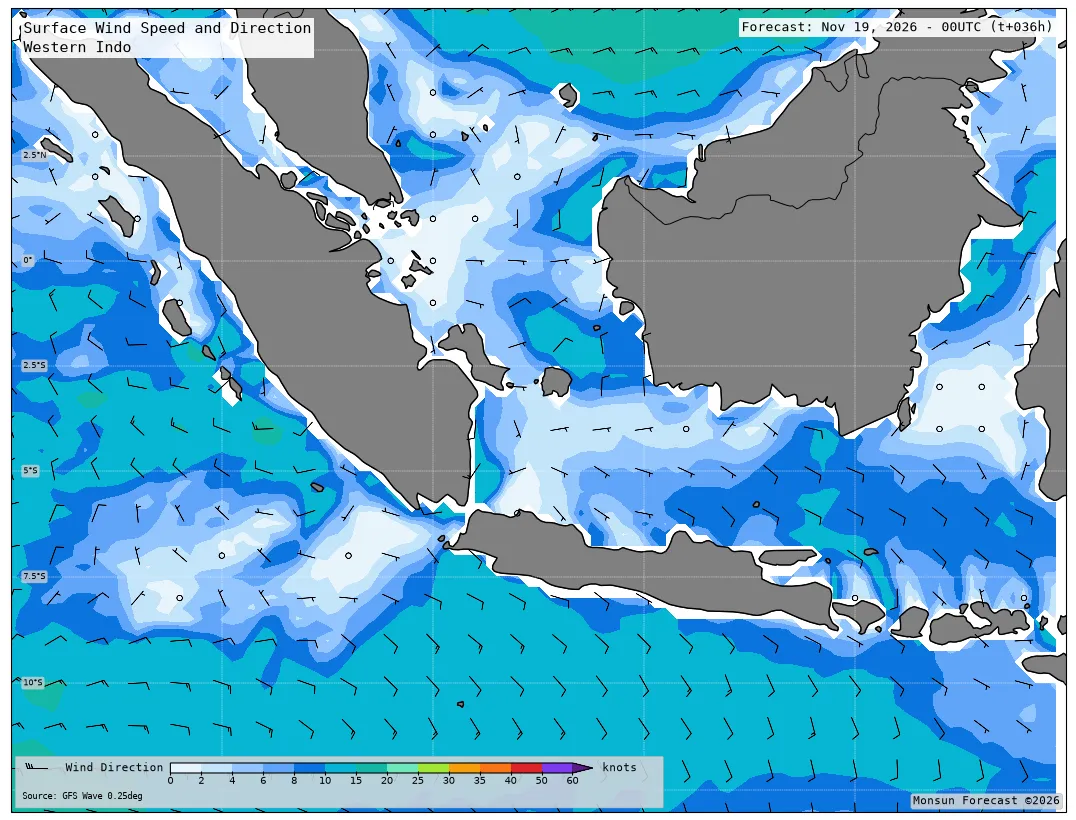 Surface Wind Speed and Direction
Western Indo
Forecast: Nov 19, 2026 - 00UTC (t+036h)
2.5°N
0°
2.5°S
5°S
7.5°S
10°S
Wind Direction
0 2 4 6 8 10 15 20 25 30 35 40 50 60
knots
Source: GFS Wave 0.25deg
Monsun Forecast ©2026